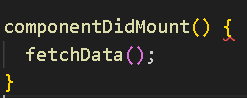 componentDidMount() {
  fetchData();
}